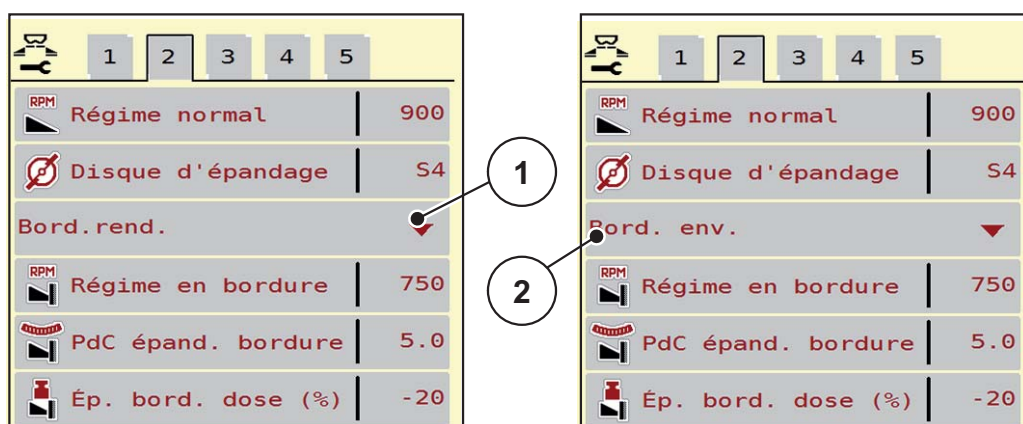 1 2 3 4 5
RPM Régime normal 900
Disque d'épandage S4
Bord.rend.
RPM Régime en bordure 750
PdC épand. bordure 5.0
Ép. bord. dose (%) -20
1
2
1 2 3 4 5
RPM Régime normal 900
Disque d'épandage S4
Bord. env.
RPM Régime en bordure 750
PdC épand. bordure 5.0
Ép. bord. dose (%) -20